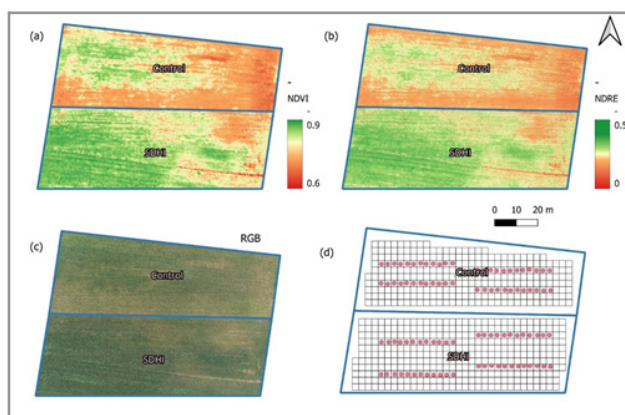 (a)
Control
SDHI
NDVI
0.9
0.6
(b)
Control
SDHI
NDRE
0.5
0
(c)
RGB
Control
SDHI
0 10 20 m
(d)
Control
SDHI